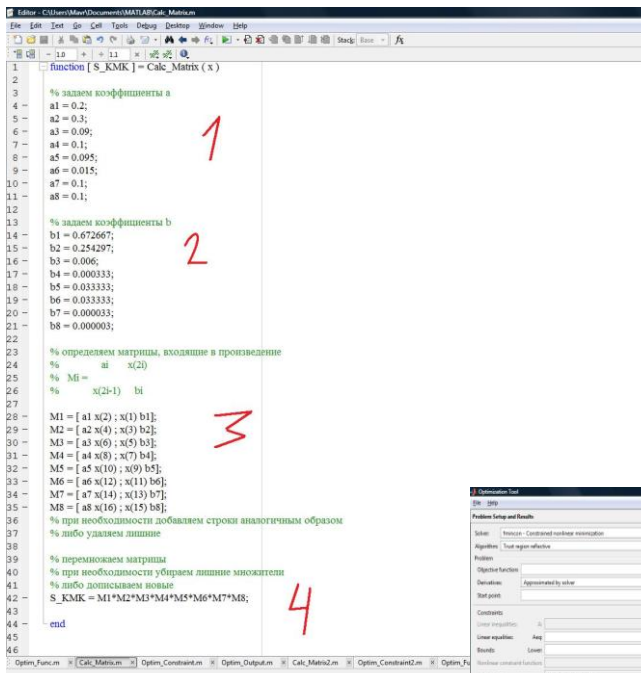 Editor - C:\Users\Mavr\Documents\MATLAB\Calc_Matrix.m
File Edit Text Go Cell Tools Debug Desktop Window Help
Stack: Base fx
1.0 + ÷ 1.1 ×
1 function [ S_KMK ] = Calc_Matrix ( x )
2
3 % задаем коэффициенты a
4 – a1 = 0.2;
5 – a2 = 0.3;
6 – a3 = 0.09;
7 – a4 = 0.1;
8 – a5 = 0.095;
9 – a6 = 0.015;
10 – a7 = 0.1;
11 – a8 = 0.1;
1
12
13 % задаем коэффициенты b
14 – b1 = 0.672667;
15 – b2 = 0.254297;
16 – b3 = 0.006;
17 – b4 = 0.000333;
18 – b5 = 0.033333;
19 – b6 = 0.033333;
20 – b7 = 0.000033;
21 – b8 = 0.000003;
2
22
23 % определяем матрицы, входящие в произведение
24 % ai x(2i)
25 % Mi =
26 % x(2i-1) bi
27
28 – M1 = [ a1 x(2) ; x(1) b1];
29 – M2 = [ a2 x(4) ; x(3) b2];
30 – M3 = [ a3 x(6) ; x(5) b3];
31 – M4 = [ a4 x(8) ; x(7) b4];
32 – M5 = [ a5 x(10) ; x(9) b5];
33 – M6 = [ a6 x(12) ; x(11) b6];
34 – M7 = [ a7 x(14) ; x(13) b7];
35 – M8 = [ a8 x(16) ; x(15) b8];
3
36 % при необходимости добавляем строки аналогичным образом
37 % либо удаляем лишние
38
39 % перемножаем матрицы
40 % при необходимости убираем лишние множители
41 % либо дописываем новые
42 – S_KMK = M1*M2*M3*M4*M5*M6*M7*M8;
4
43
44 – end
45
46
Optim_Func.m × Calc_Matrix.m × Optim_Constraint.m × Optim_Output.m × Calc_Matrix2.m × Optim_Constraint2.m × Optim_Fu
Optimization Tool
File Help
Problem Setup and Results
Solver: fmincon - Constrained nonlinear minimization
Algorithm: Trust region reflective
Problem
Objective function:
Derivatives: Approximated by solver
Start point:
Constraints:
Linear inequalities: A:
Linear equalities: Aeq:
Bounds: Lower:
Nonlinear constraint function: